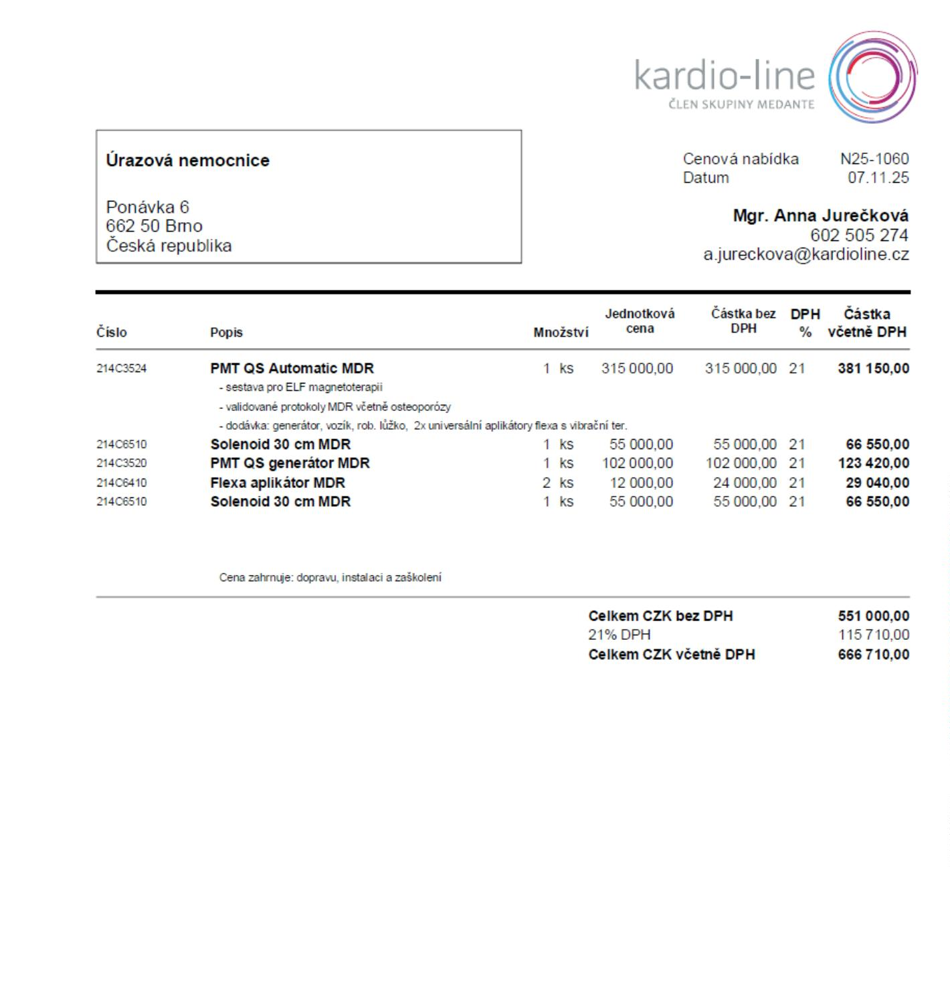 kardio-line
ČLEN SKUPINY MEDANTE
Úrazová nemocnice
Ponávka 6
662 50 Brno
Česká republika
Cenová nabídka N25-1060
Datum 07.11.25
Mgr. Anna Jurečková
602 505 274
a.jureckova@kardioline.cz
Číslo Popis Množství Jednotková cena Částka bez DPH DPH % Částka včetně DPH
214C3524 PMT QS Automatic MDR 1 ks 315 000,00 315 000,00 21 381 150,00
- sestava pro ELF magnetoterapii
- validované protokoly MDR včetně osteoporózy
- dodávka: generátor, vozík, rob. lůžko, 2x universální aplikátory flexa s vibrační ter.
214C6510 Solenoid 30 cm MDR 1 ks 55 000,00 55 000,00 21 66 550,00
214C3520 PMT QS generátor MDR 1 ks 102 000,00 102 000,00 21 123 420,00
214C6410 Flexa aplikátor MDR 2 ks 12 000,00 24 000,00 21 29 040,00
214C6510 Solenoid 30 cm MDR 1 ks 55 000,00 55 000,00 21 66 550,00
Cena zahrnuje: dopravu, instalaci a zaškolení
Celkem CZK bez DPH 551 000,00
21% DPH 115 710,00
Celkem CZK včetně DPH 666 710,00